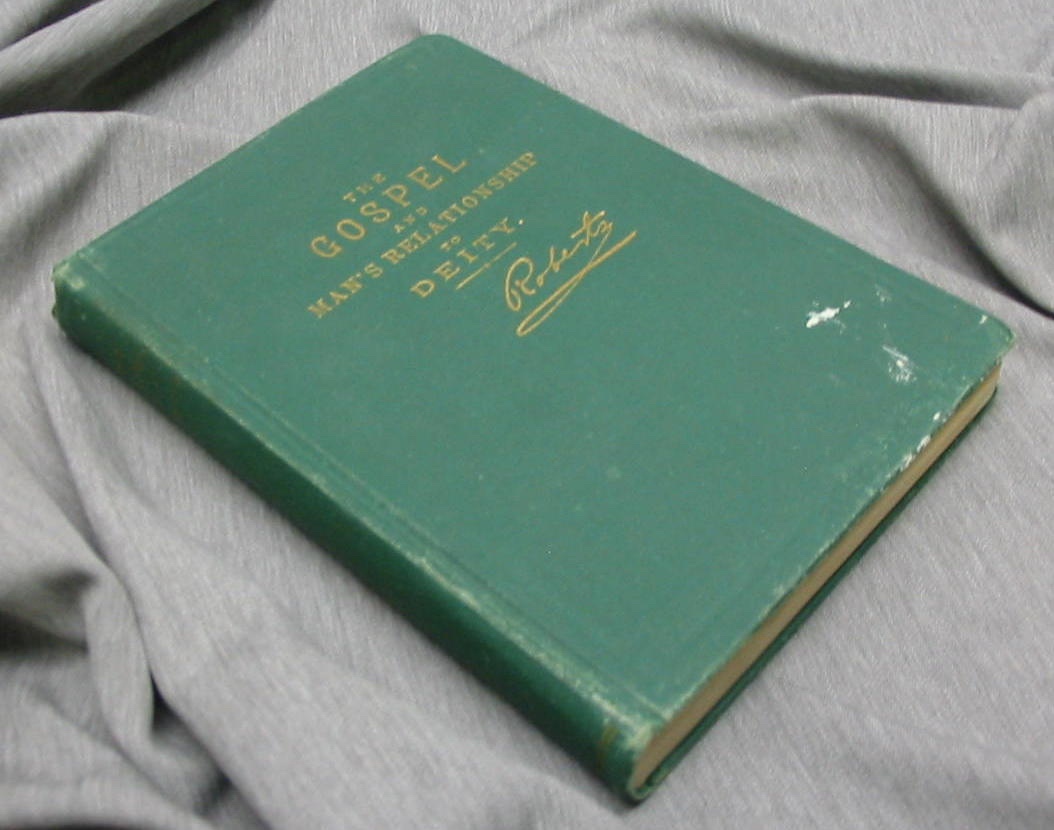 THE
GOSPEL
AND
MAN'S RELATIONSHIP
TO
DEITY.
Roberts